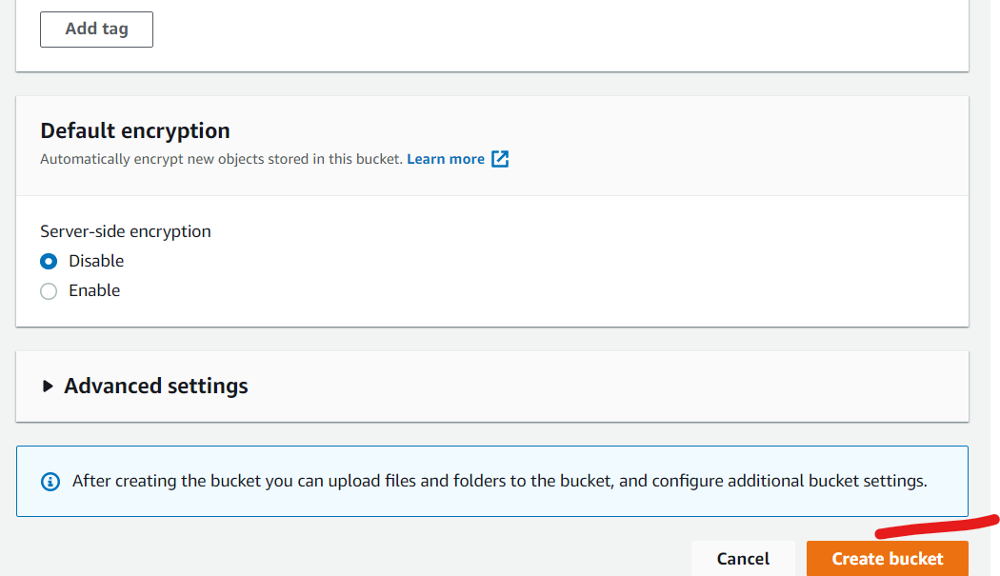 Add tag
Default encryption
Automatically encrypt new objects stored in this bucket. Learn more
Server-side encryption
Disable
Enable
Advanced settings
After creating the bucket you can upload files and folders to the bucket, and configure additional bucket settings.
Cancel
Create bucket